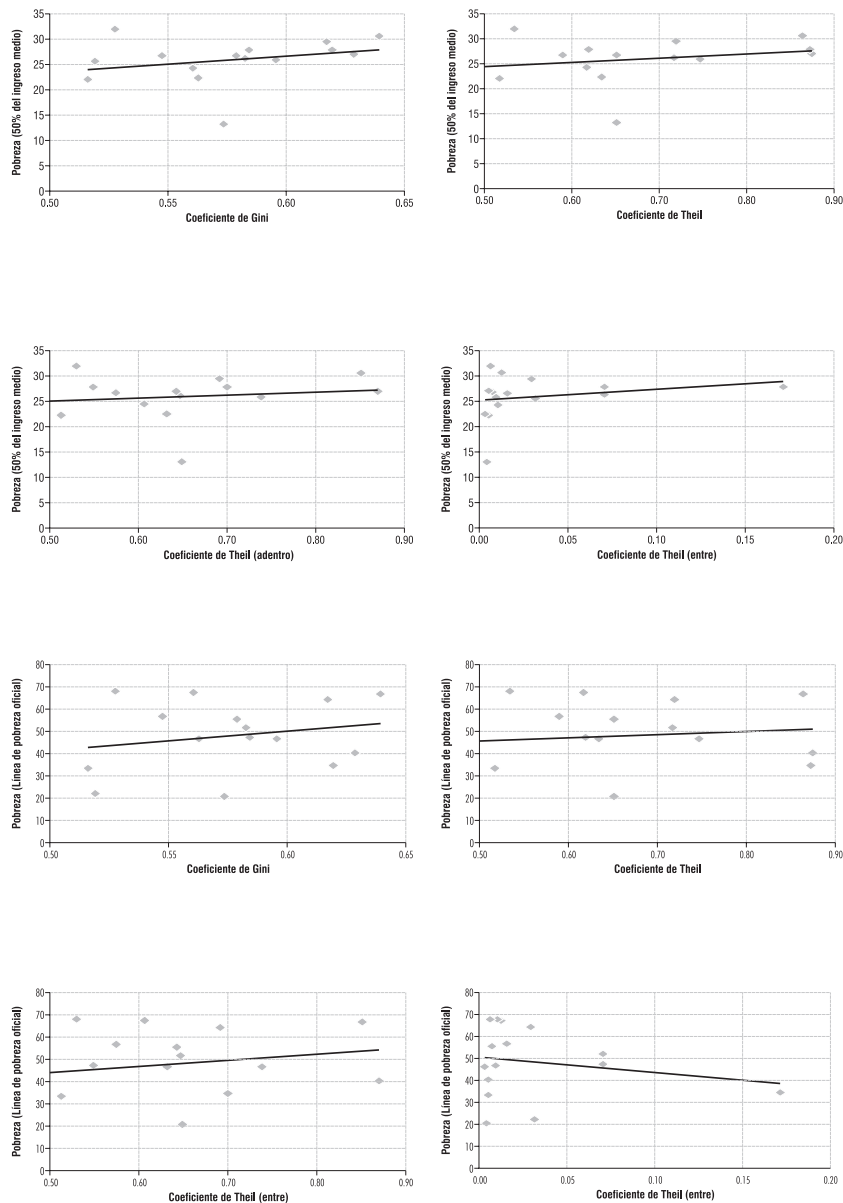 35
30
25
20
15
10
5
0
0.50 0.55 0.60 0.65
Pobreza (50% del ingreso medio)
Coeficiente de Gini
35
30
25
20
15
10
5
0
0.50 0.60 0.70 0.80 0.90
Pobreza (50% del ingreso medio)
Coeficiente de Theil
35
30
25
20
15
10
5
0
0.50 0.60 0.70 0.80 0.90
Pobreza (50% del ingreso medio)
Coeficiente de Theil (adentro)
35
30
25
20
15
10
5
0
0.00 0.05 0.10 0.15 0.20
Pobreza (50% del ingreso medio)
Coeficiente de Theil (entre)
80
70
60
50
40
30
20
10
0
0.50 0.55 0.60 0.65
Pobreza (Línea de pobreza oficial)
Coeficiente de Gini
80
70
60
50
40
30
20
10
0
0.50 0.60 0.70 0.80 0.90
Pobreza (Línea de pobreza oficial)
Coeficiente de Theil
80
70
60
50
40
30
20
10
0
0.50 0.60 0.70 0.80 0.90
Pobreza (Línea de pobreza oficial)
Coeficiente de Theil (entre)
80
70
60
50
40
30
20
10
0
0.00 0.05 0.10 0.15 0.20
Pobreza (Línea de pobreza oficial)
Coeficiente de Theil (entre)